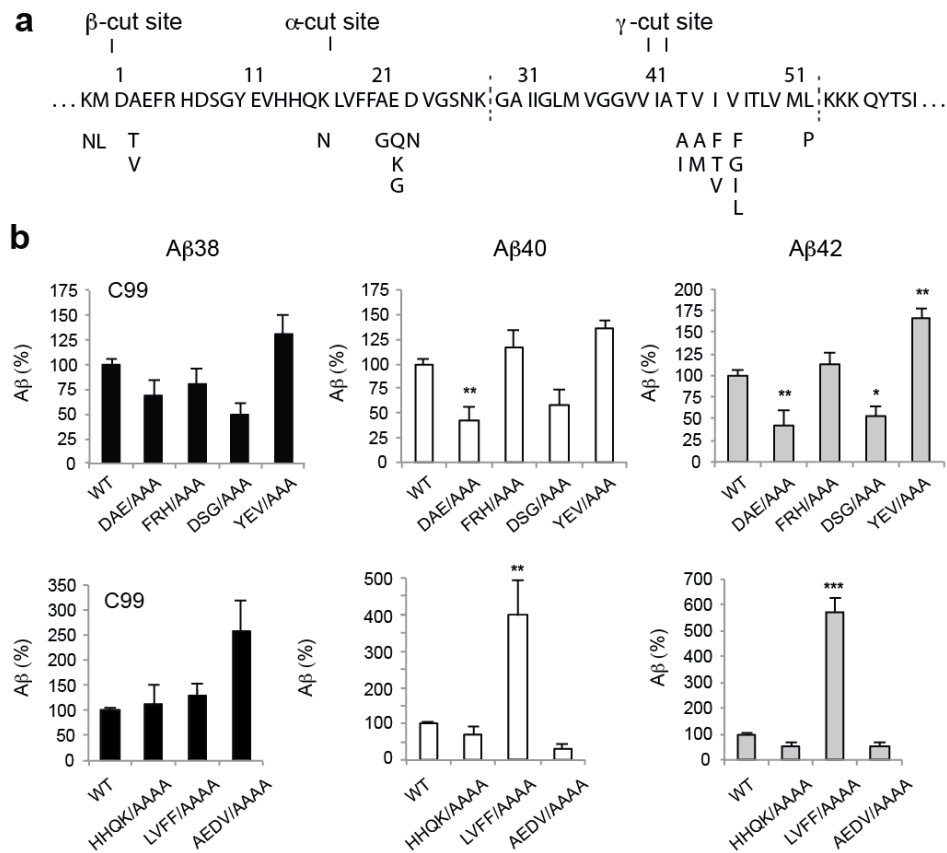 a
β-cut site α-cut site γ-cut site
1 11 21 31 41 51
...KM DAEFR HDSGY EVHHQK LVFFAE D VGSNK GA IIGLM VGGVV IA T V I V ITLV ML KKK QYTSI ...
NL T N GQN A A F F P
V K I M T G
G V I
L
b
Aβ38 Aβ40 Aβ42
C99
Aβ (%)
175
150
125
100
75
50
25
0
WT
DAE/AAA
FRH/AAA
DSG/AAA
YEV/AAA
Aβ (%)
175
150
125
100
75
50
25
0
**
WT
DAE/AAA
FRH/AAA
DSG/AAA
YEV/AAA
Aβ (%)
200
175
150
125
100
75
50
25
0
**
*
**
WT
DAE/AAA
FRH/AAA
DSG/AAA
YEV/AAA
C99
Aβ (%)
350
300
250
200
150
100
50
0
WT
HHQK/AAAA
LVFF/AAAA
AEDV/AAAA
Aβ (%)
500
400
300
200
100
0
**
WT
HHQK/AAAA
LVFF/AAAA
AEDV/AAAA
Aβ (%)
700
600
500
400
300
200
100
0
***
WT
HHQK/AAAA
LVFF/AAAA
AEDV/AAAA